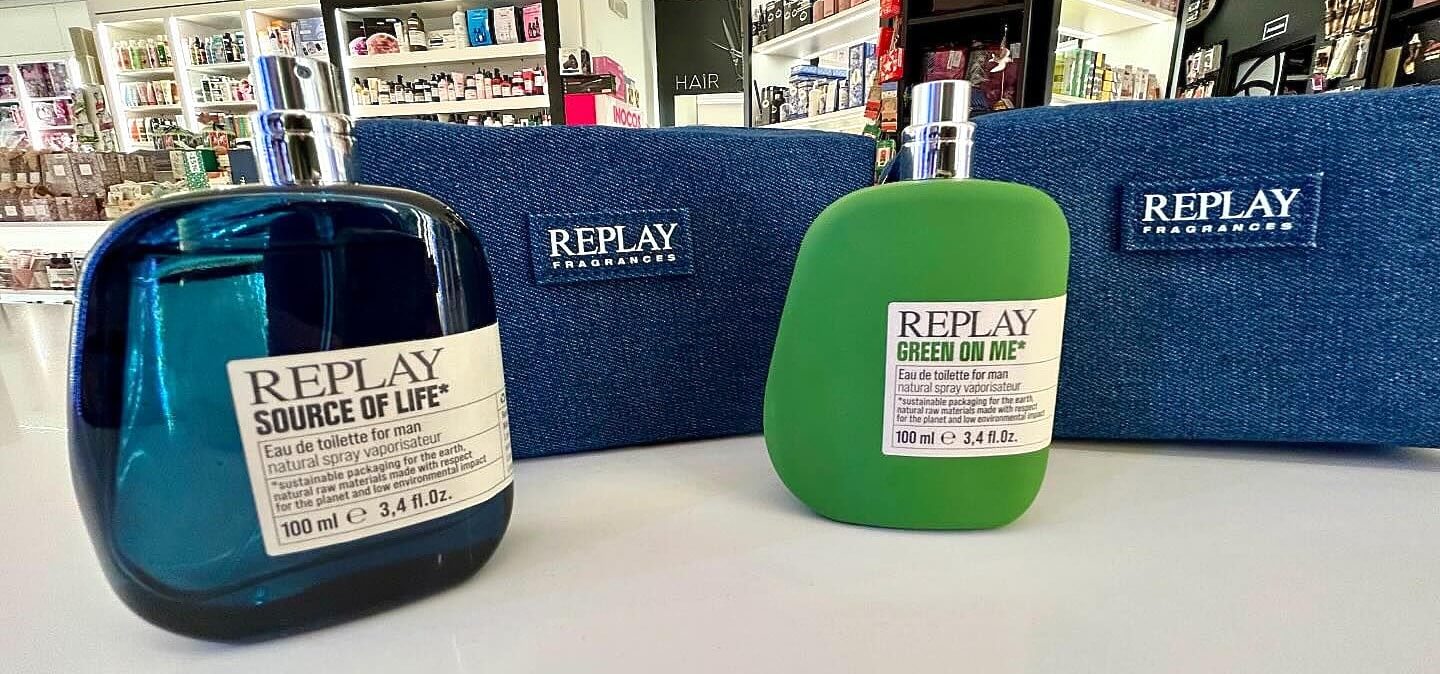 HAIR
INOCOS
REPLAY
FRAGRANCES
REPLAY
FRAGRANCES
REPLAY
SOURCE OF LIFE*
Eau de toilette for man
natural spray vaporisateur
*sustainable packaging for the earth,
natural raw materials made with respect
for the planet and low environmental impact
100 ml ℮ 3,4 fl.Oz.
REPLAY
GREEN ON ME*
Eau de toilette for man
natural spray vaporisateur
*sustainable packaging for the earth,
natural raw materials made with respect
for the planet and low environmental impact
100 ml ℮ 3,4 fl.Oz.